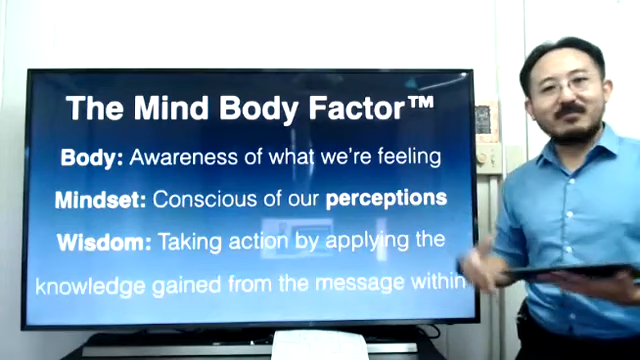 The Mind Body Factor™
Body: Awareness of what we're feeling
Mindset: Conscious of our perceptions
Wisdom: Taking action by applying the
knowledge gained from the message within